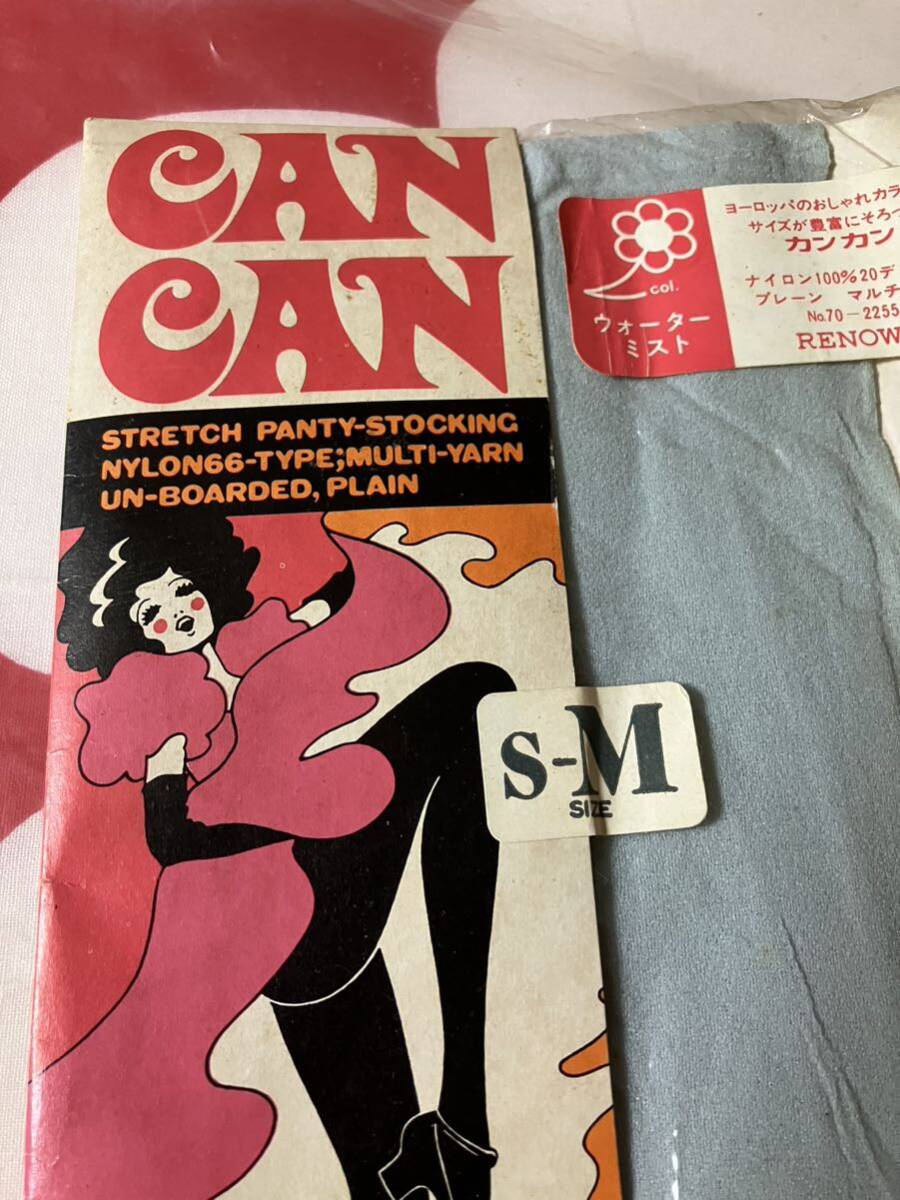 CAN
CAN
STRETCH PANTY-STOCKING
NYLON66-TYPE;MULTI-YARN
UN-BOARDED, PLAIN
S-M
SIZE
col.
ウォーター
ミスト
ヨーロッパのおしゃれカラ
サイズが豊富にそろっ
カンカン
ナイロン100%20デ
プレーン マルチ
No.70-2255
RENOW